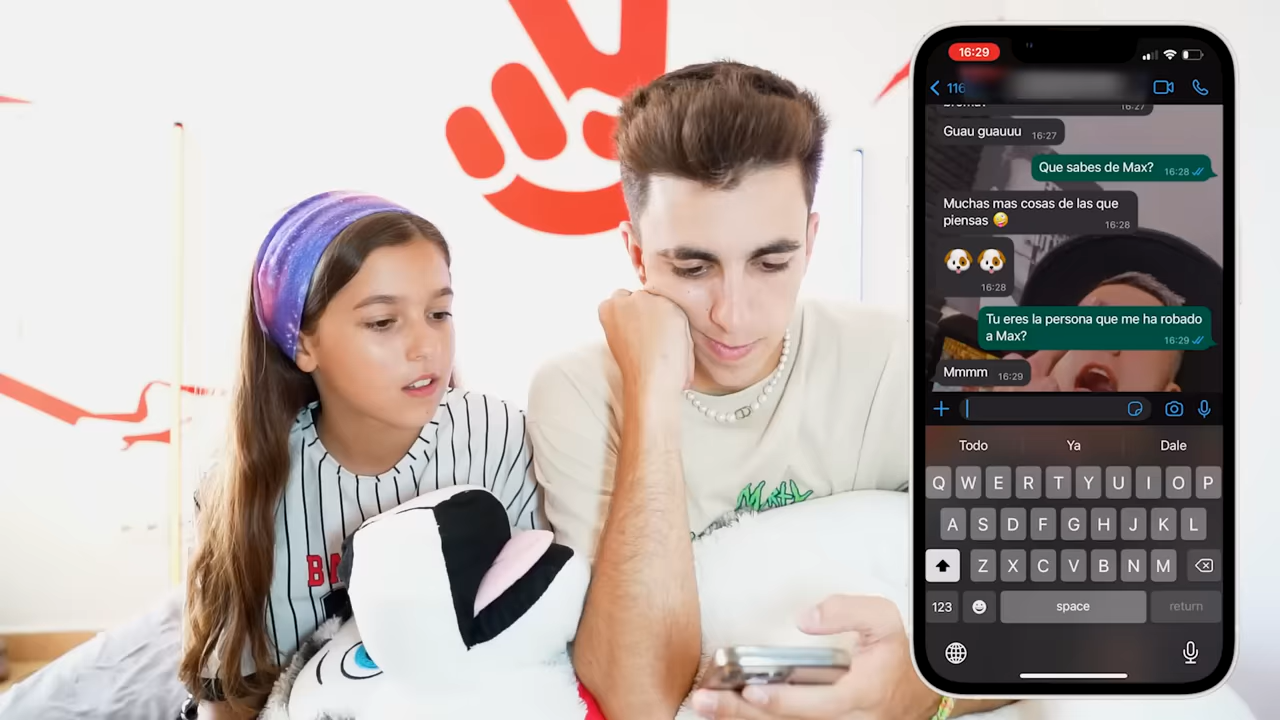 16:29
116
16:27
Guau guauuu 16:27
Que sabes de Max? 16:28
Muchas mas cosas de las que
piensas 🤪 16:28
🐶🐶
16:28
Tu eres la persona que me ha robado
a Max? 16:29
Mmmm 16:29
Todo Ya Dale
Q W E R T Y U I O P
A S D F G H J K L
Z X C V B N M
123 space return